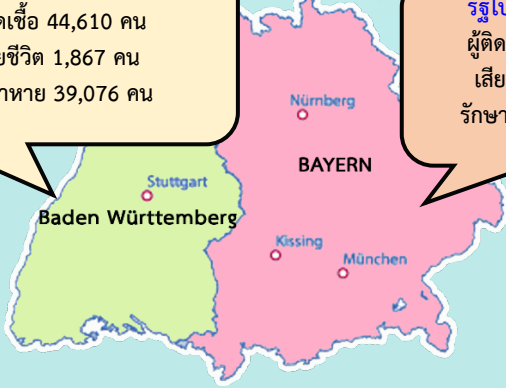 ดเชื้อ 44,610 คน
ยชีวิต 1,867 คน
าหาย 39,076 คน
รัฐไบ
ผู้ติด
เสีย
รักษา
Nürnberg
BAYERN
Stuttgart
Baden Württemberg
Kissing
München